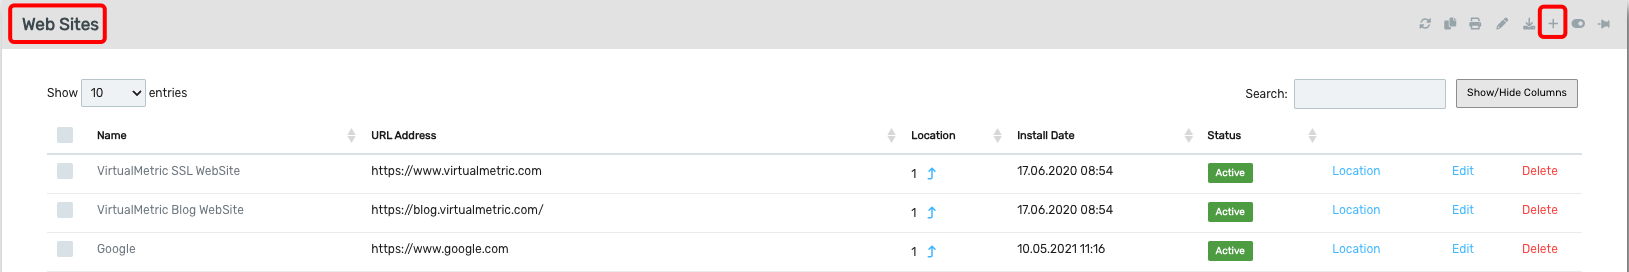 Web Sites
Show 10 entries Search: Show/Hide Columns
Name URL Address Location Install Date Status
VirtualMetric SSL WebSite https://www.virtualmetric.com 1 17.06.2020 08:54 Active Location Edit Delete
VirtualMetric Blog WebSite https://blog.virtualmetric.com/ 1 17.06.2020 08:54 Active Location Edit Delete
Google https://www.google.com 1 10.05.2021 11:16 Active Location Edit Delete